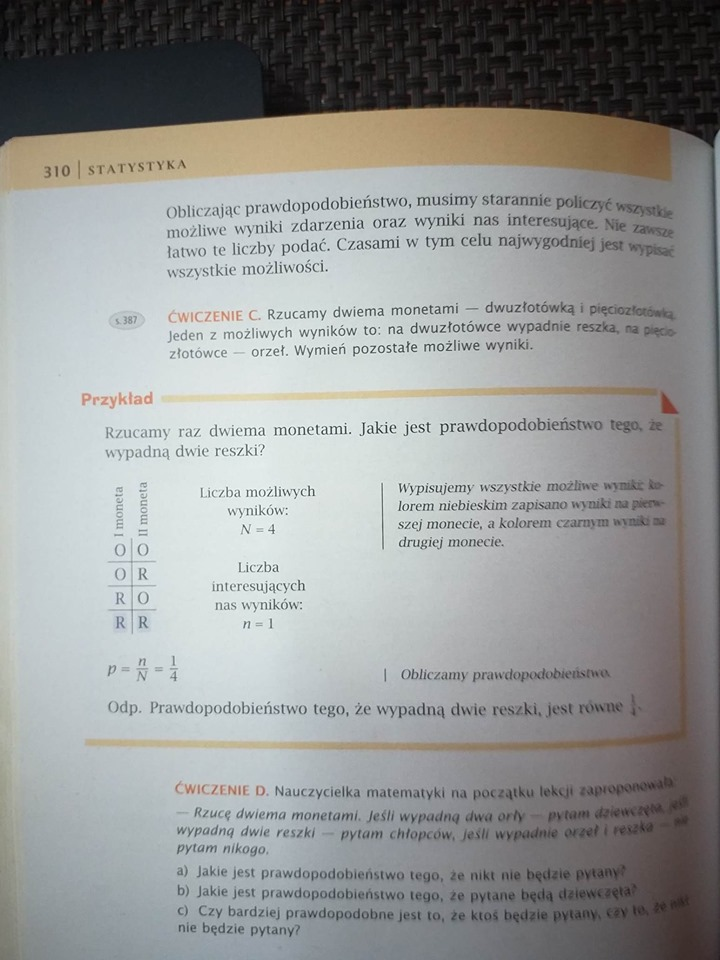 310 | STATYSTYKA
Obliczając prawdopodobieństwo, musimy starannie policzyć wszystkie
możliwe wyniki zdarzenia oraz wyniki nas interesujące. Nie zawsze
łatwo te liczby podać. Czasami w tym celu najwygodniej jest wypisać
wszystkie możliwości.
s. 387
ĆWICZENIE C. Rzucamy dwiema monetami — dwuzłotówką i pięciozłotówką.
Jeden z możliwych wyników to: na dwuzłotówce wypadnie reszka, na pięcio-
złotówce — orzeł. Wymień pozostałe możliwe wyniki.
Przykład
Rzucamy raz dwiema monetami. Jakie jest prawdopodobieństwo tego, że
wypadną dwie reszki?
I moneta
II moneta
O O
O R
R O
R R
Liczba możliwych
wyników:
N = 4
Liczba
interesujących
nas wyników:
n = 1
Wypisujemy wszystkie możliwe wyniki: ko-
lorem niebieskim zapisano wyniki na pierw-
szej monecie, a kolorem czarnym wyniki na
drugiej monecie.
p = n/N = 1/4
Obliczamy prawdopodobieństwo.
Odp. Prawdopodobieństwo tego, że wypadną dwie reszki, jest równe 1/4.
ĆWICZENIE D. Nauczycielka matematyki na początku lekcji zaproponowała:
— Rzucę dwiema monetami. Jeśli wypadną dwa orły — pytam dziewczęta, jeśli
wypadną dwie reszki — pytam chłopców, jeśli wypadnie orzeł i reszka — nie
pytam nikogo.
a) Jakie jest prawdopodobieństwo tego, że nikt nie będzie pytany?
b) Jakie jest prawdopodobieństwo tego, że pytane będą dziewczęta?
c) Czy bardziej prawdopodobne jest to, że ktoś będzie pytany, czy to, że nikt
nie będzie pytany?